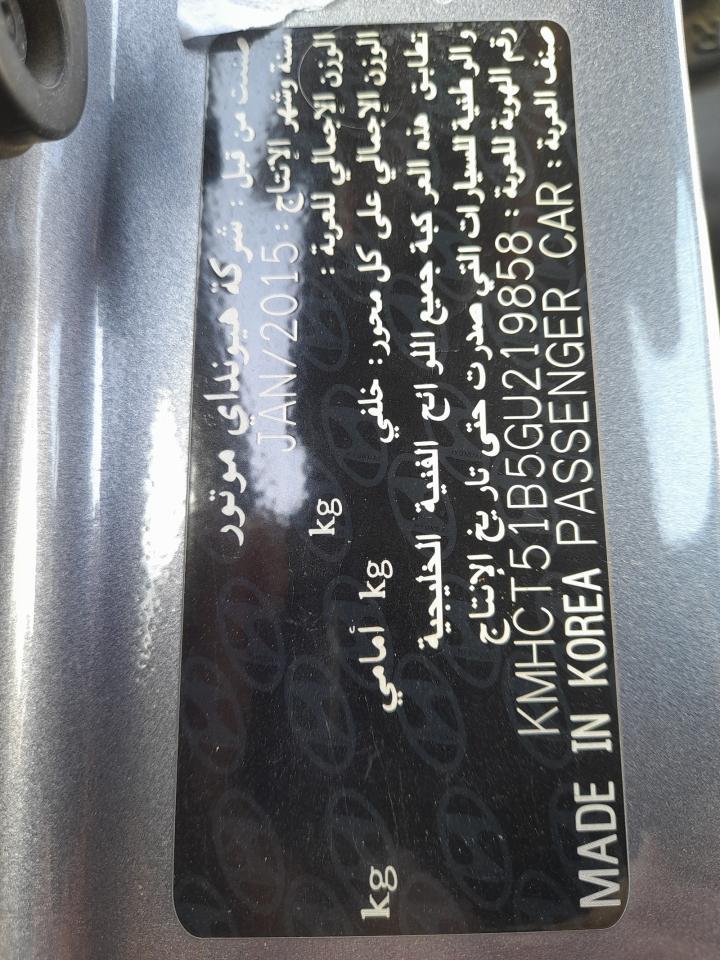 صنعت من قبل : شركة هيونداي موتور
سنة وشهر الإنتاج : JAN/2015
الوزن الإجمالي للعربة : kg
الوزن الإجمالي على كل محور: خلفي kg أمامي kg
تطابق هذه المركبة جميع اللوائح الفنية الخليجية
والوطنية للسيارات التي صدرت حتى تاريخ الإنتاج
رقم الهوية للعربة : KMHCT51B5GU219858
صنف العربة : PASSENGER CAR MADE IN KOREA